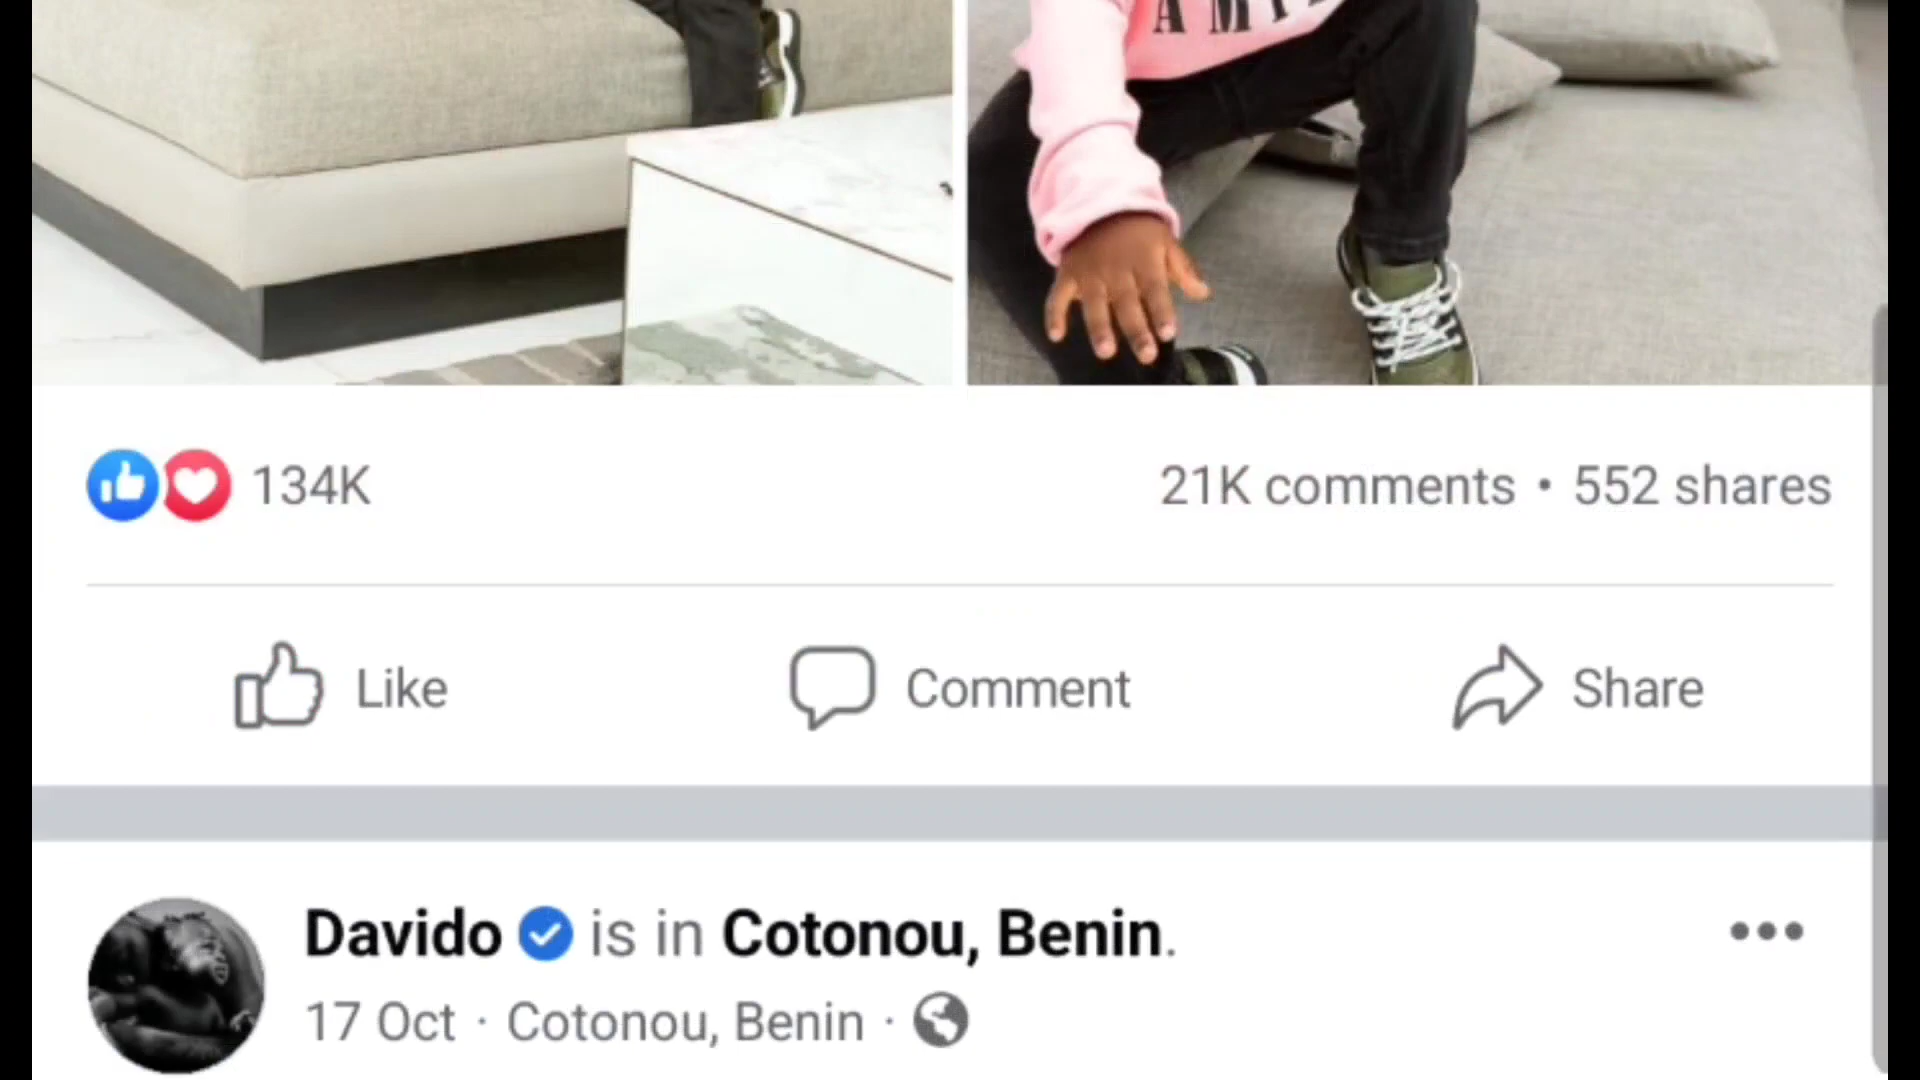 134K
21K comments • 552 shares
Like
Comment
Share
Davido is in Cotonou, Benin.
17 Oct · Cotonou, Benin ·